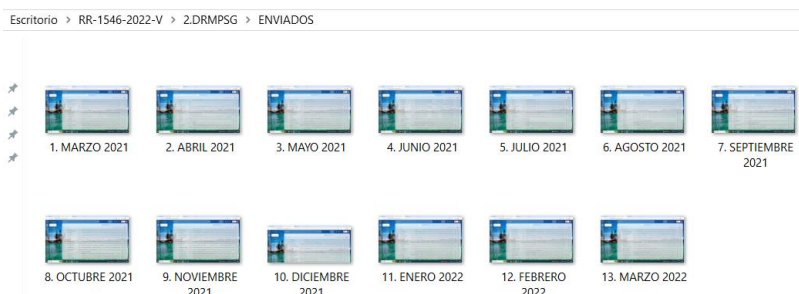 Escritorio > RR-1546-2022-V > 2.DRMPSG > ENVIADOS
1. MARZO 2021 2. ABRIL 2021 3. MAYO 2021 4. JUNIO 2021 5. JULIO 2021 6. AGOSTO 2021 7. SEPTIEMBRE
2021
8. OCTUBRE 2021 9. NOVIEMBRE 10. DICIEMBRE 11. ENERO 2022 12. FEBRERO 13. MARZO 2022
2021 2021 2022